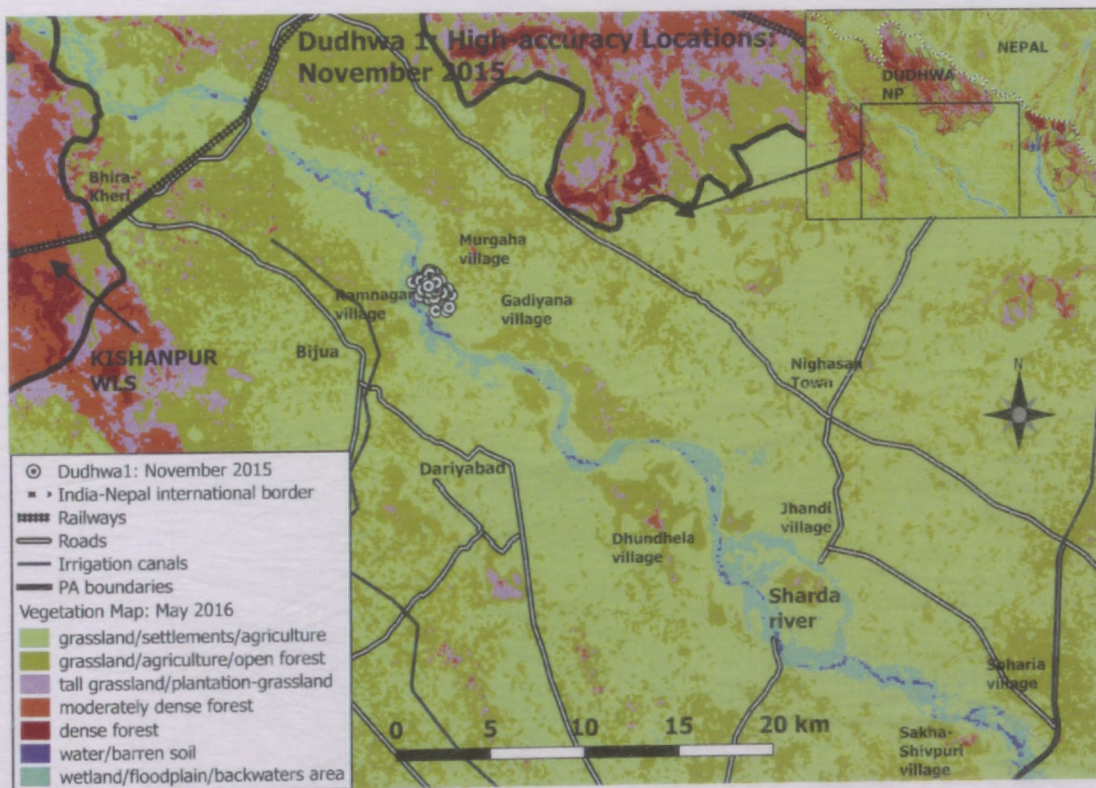 Dudhwa 1: High-accuracy Locations:
November 2015
NEPAL
DUDHWA
NP
Bhira-
Kheri
Murgaha
village
Ramnagar
village
Gadiyana
village
Bijua
KISHANPUR
WLS
Nighasan
Town
N
Dariyabad
Jhandi
village
Dhundhela
village
Sharda
river
Soharia
village
Sakha-
Shivpuri
village
0 5 10 15 20 km
Dudhwa1: November 2015
India-Nepal international border
Railways
Roads
Irrigation canals
PA boundaries
Vegetation Map: May 2016
grassland/settlements/agriculture
grassland/agriculture/open forest
tall grassland/plantation-grassland
moderately dense forest
dense forest
water/barren soil
wetland/floodplain/backwaters area